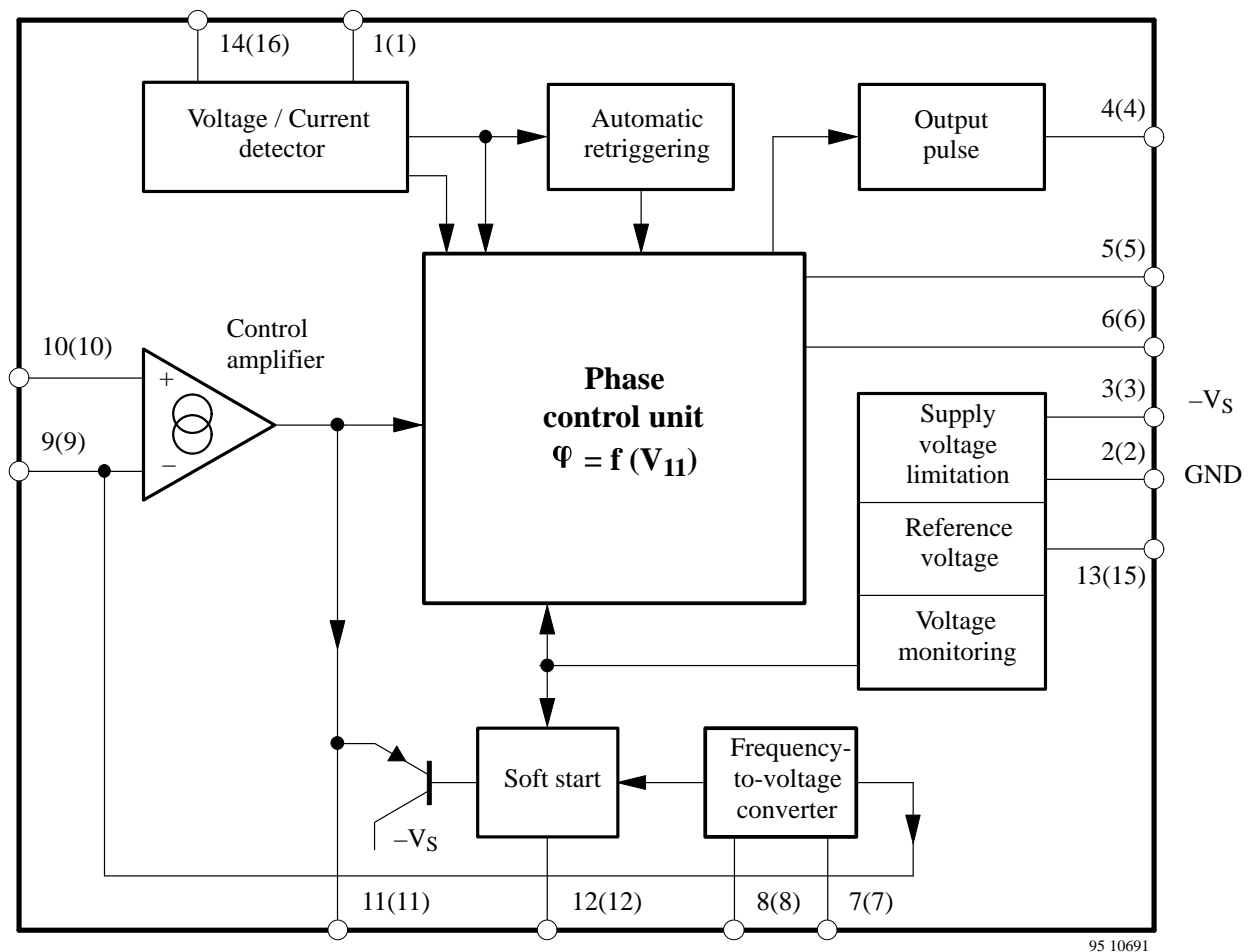 14(16)
1(1)
Voltage / Current
detector
Automatic
retriggering
Output
pulse
4(4)
5(5)
6(6)
Control
amplifier
10(10)
+
9(9)
−
Phase
control unit
φ = f (V11)
3(3)
–VS
Supply
voltage
limitation
2(2)
GND
Reference
voltage
13(15)
Voltage
monitoring
Soft start
Frequency-
to-voltage
converter
–VS
11(11)
12(12)
8(8)
7(7)
95 10691